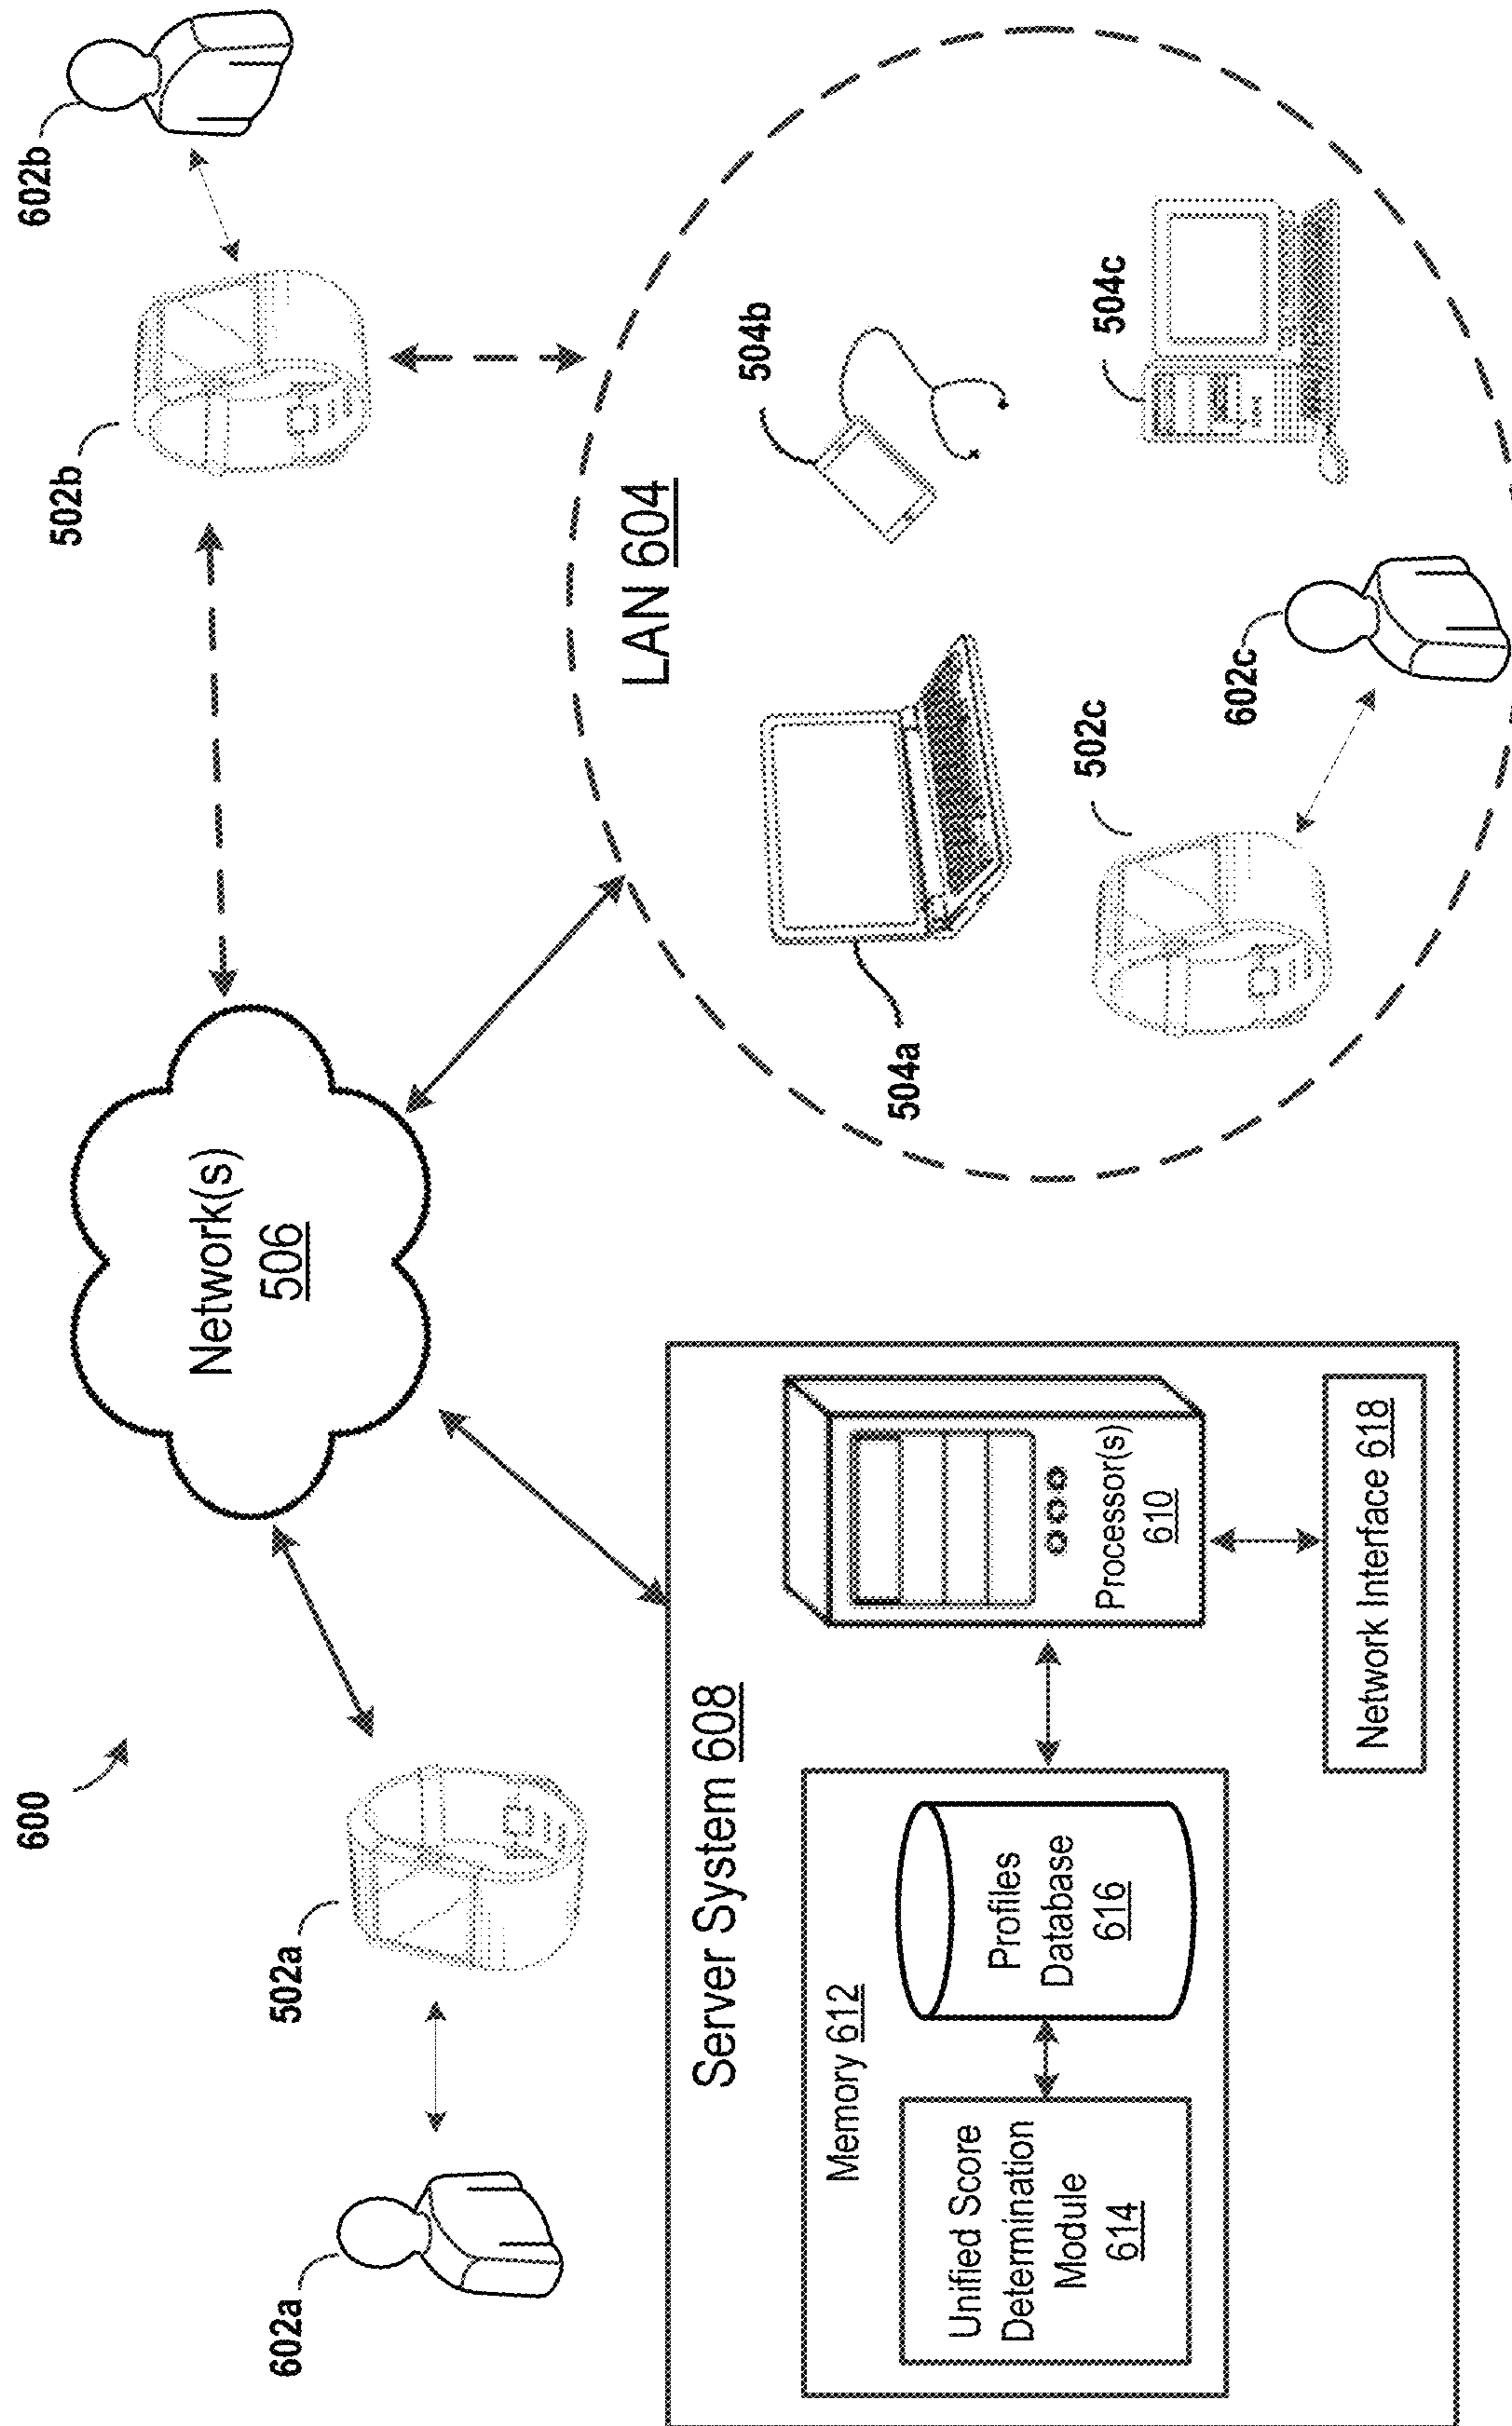 600
602a
502a
Network(s)
506
502b
602b
Server System 608
Memory 612
Unified Score
Determination
Module
614
Profiles
Database
616
Processor(s)
610
Network Interface 618
LAN 604
504a
504b
504c
502c
602c